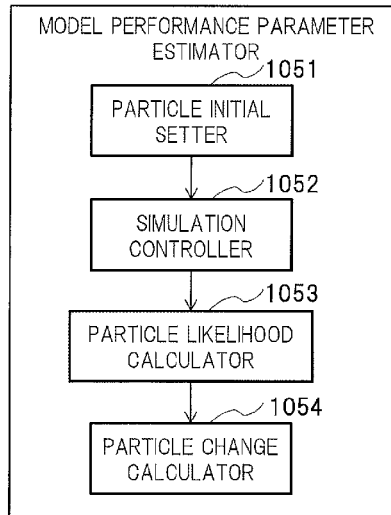 MODEL PERFORMANCE PARAMETER
ESTIMATOR
1051
PARTICLE INITIAL
SETTER
1052
SIMULATION
CONTROLLER
1053
PARTICLE LIKELIHOOD
CALCULATOR
1054
PARTICLE CHANGE
CALCULATOR